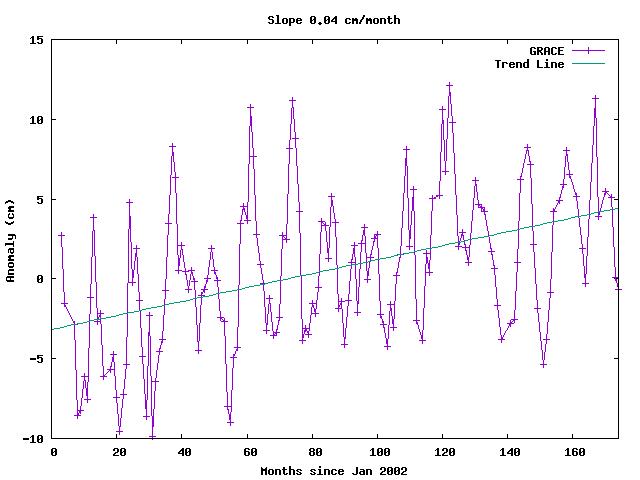 Slope 0.04 cm/month
15
GRACE
Trend Line
10
5
Anomaly (cm)
0
-5
-10
0 20 40 60 80 100 120 140 160
Months since Jan 2002